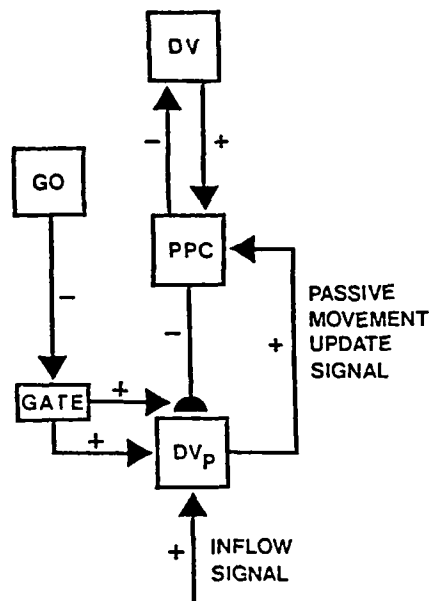 DV
−
+
GO
PPC
−
PASSIVE
MOVEMENT
UPDATE
SIGNAL
+
−
GATE
+
+
DVp
+
INFLOW
SIGNAL